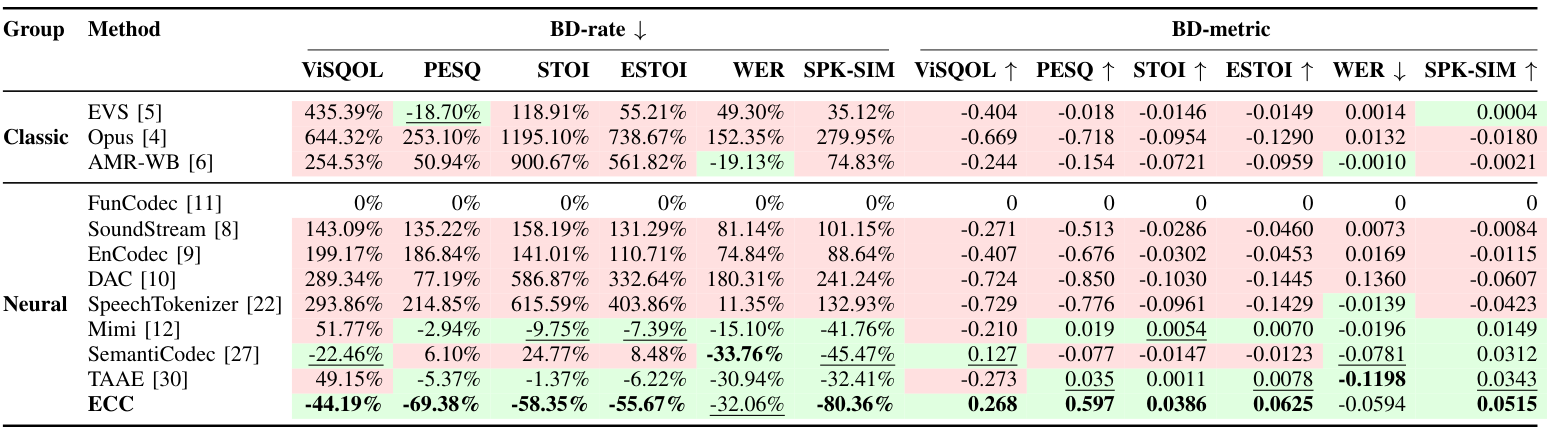 Group Method BD-rate ↓ BD-metric
ViSQOL PESQ STOI ESTOI WER SPK-SIM ViSQOL ↑ PESQ ↑ STOI ↑ ESTOI ↑ WER ↓ SPK-SIM ↑
EVS [5] 435.39% -18.70% 118.91% 55.21% 49.30% 35.12% -0.404 -0.018 -0.0146 -0.0149 0.0014 0.0004
Classic Opus [4] 644.32% 253.10% 1195.10% 738.67% 152.35% 279.95% -0.669 -0.718 -0.0954 -0.1290 0.0132 -0.0180
AMR-WB [6] 254.53% 50.94% 900.67% 561.82% -19.13% 74.83% -0.244 -0.154 -0.0721 -0.0959 -0.0010 -0.0021
FunCodec [11] 0% 0% 0% 0% 0% 0% 0 0 0 0 0 0
SoundStream [8] 143.09% 135.22% 158.19% 131.29% 81.14% 101.15% -0.271 -0.513 -0.0286 -0.0460 0.0073 -0.0084
EnCodec [9] 199.17% 186.84% 141.01% 110.71% 74.84% 88.64% -0.407 -0.676 -0.0302 -0.0453 0.0169 -0.0115
DAC [10] 289.34% 77.19% 586.87% 332.64% 180.31% 241.24% -0.724 -0.850 -0.1030 -0.1445 0.1360 -0.0607
Neural SpeechTokenizer [22] 293.86% 214.85% 615.59% 403.86% 11.35% 132.93% -0.729 -0.776 -0.0961 -0.1429 -0.0139 -0.0423
Mimi [12] 51.77% -2.94% -9.75% -7.39% -15.10% -41.76% -0.210 0.019 0.0054 0.0070 -0.0196 0.0149
SemantiCodec [27] -22.46% 6.10% 24.77% 8.48% -33.76% -45.47% 0.127 -0.077 -0.0147 -0.0123 -0.0781 0.0312
TAAE [30] 49.15% -5.37% -1.37% -6.22% -30.94% -32.41% -0.273 0.035 0.0011 0.0078 -0.1198 0.0343
ECC -44.19% -69.38% -58.35% -55.67% -32.06% -80.36% 0.268 0.597 0.0386 0.0625 -0.0594 0.0515